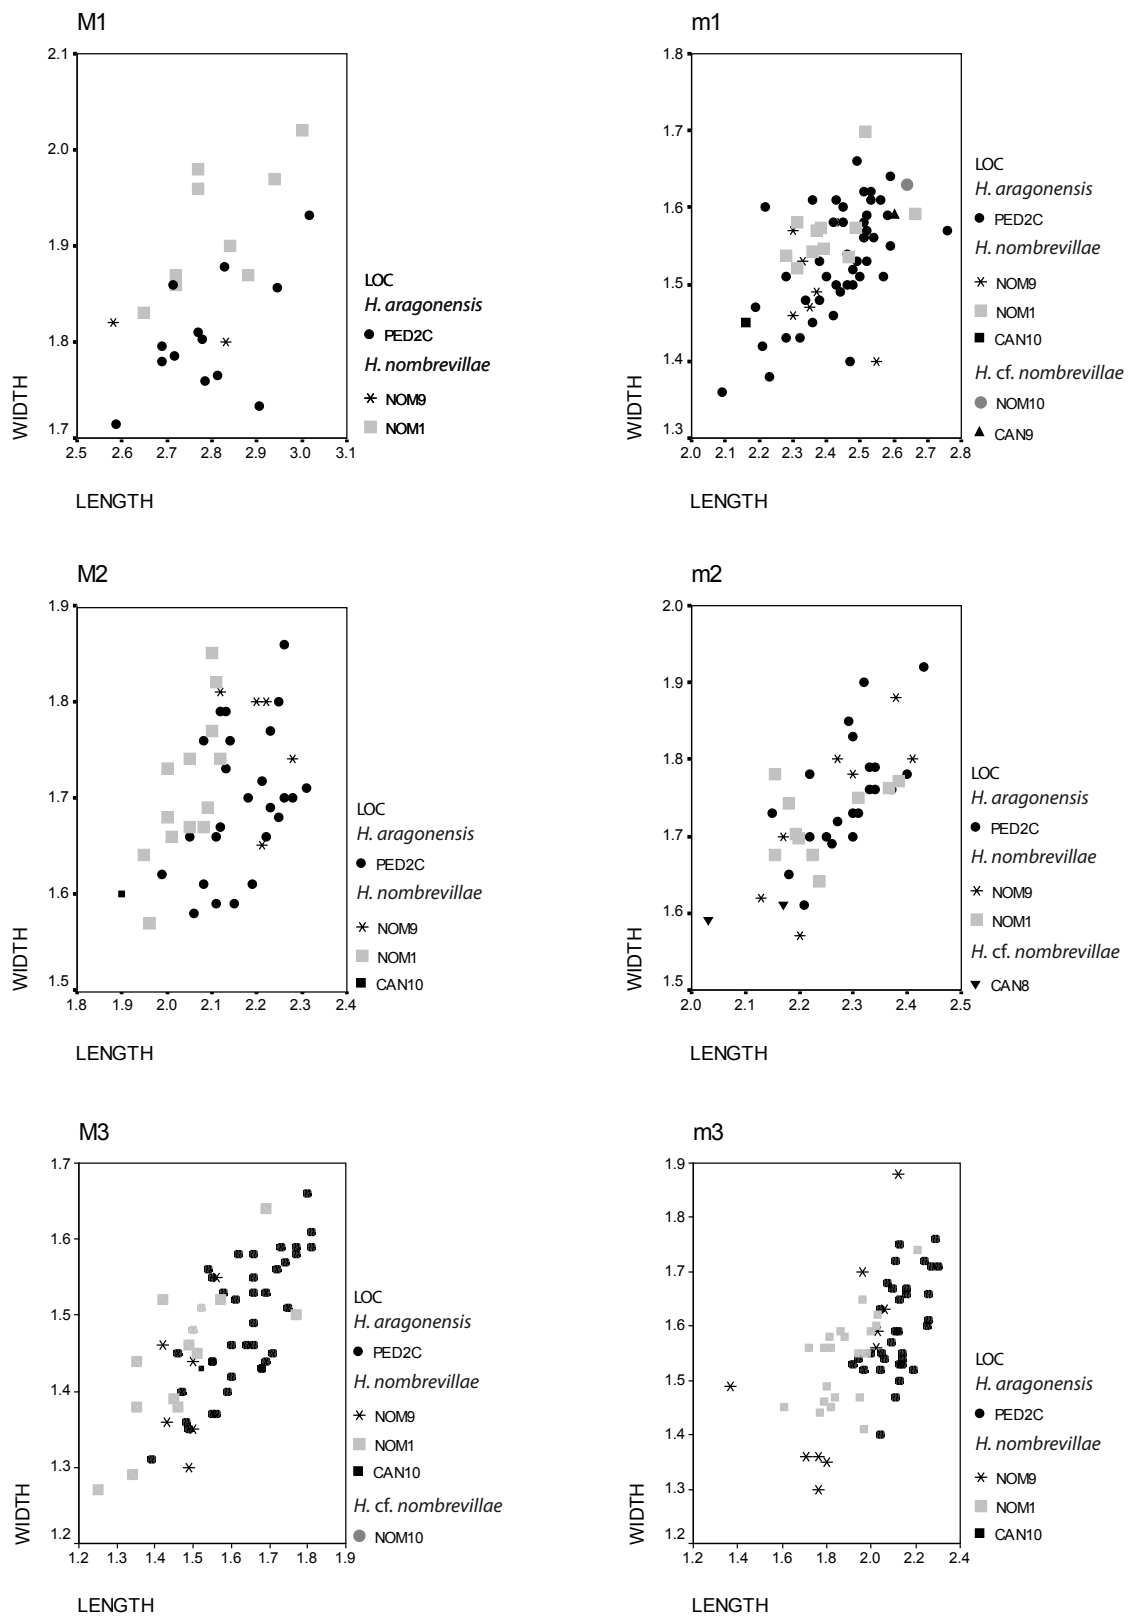 M1
2.1
2.0
1.9
1.8
1.7
2.5 2.6 2.7 2.8 2.9 3.0 3.1
WIDTH
LENGTH
LOC
H. aragonensis
PED2C
H. nombrevillae
NOM9
NOM1
m1
1.8
1.7
1.6
1.5
1.4
1.3
2.0 2.1 2.2 2.3 2.4 2.5 2.6 2.7 2.8
WIDTH
LENGTH
LOC
H. aragonensis
PED2C
H. nombrevillae
NOM9
NOM1
CAN10
H. cf. nombrevillae
NOM10
CAN9
M2
1.9
1.8
1.7
1.6
1.5
1.8 1.9 2.0 2.1 2.2 2.3 2.4
WIDTH
LENGTH
LOC
H. aragonensis
PED2C
H. nombrevillae
NOM9
NOM1
CAN10
m2
2.0
1.9
1.8
1.7
1.6
1.5
2.0 2.1 2.2 2.3 2.4 2.5
WIDTH
LENGTH
LOC
H. aragonensis
PED2C
H. nombrevillae
NOM9
NOM1
H. cf. nombrevillae
CAN8
M3
1.7
1.6
1.5
1.4
1.3
1.2
1.2 1.3 1.4 1.5 1.6 1.7 1.8 1.9
WIDTH
LENGTH
LOC
H. aragonensis
PED2C
H. nombrevillae
NOM9
NOM1
CAN10
H. cf. nombrevillae
NOM10
m3
1.9
1.8
1.7
1.6
1.5
1.4
1.3
1.2
1.2 1.4 1.6 1.8 2.0 2.2 2.4
WIDTH
LENGTH
LOC
H. aragonensis
PED2C
H. nombrevillae
NOM9
NOM1
CAN10